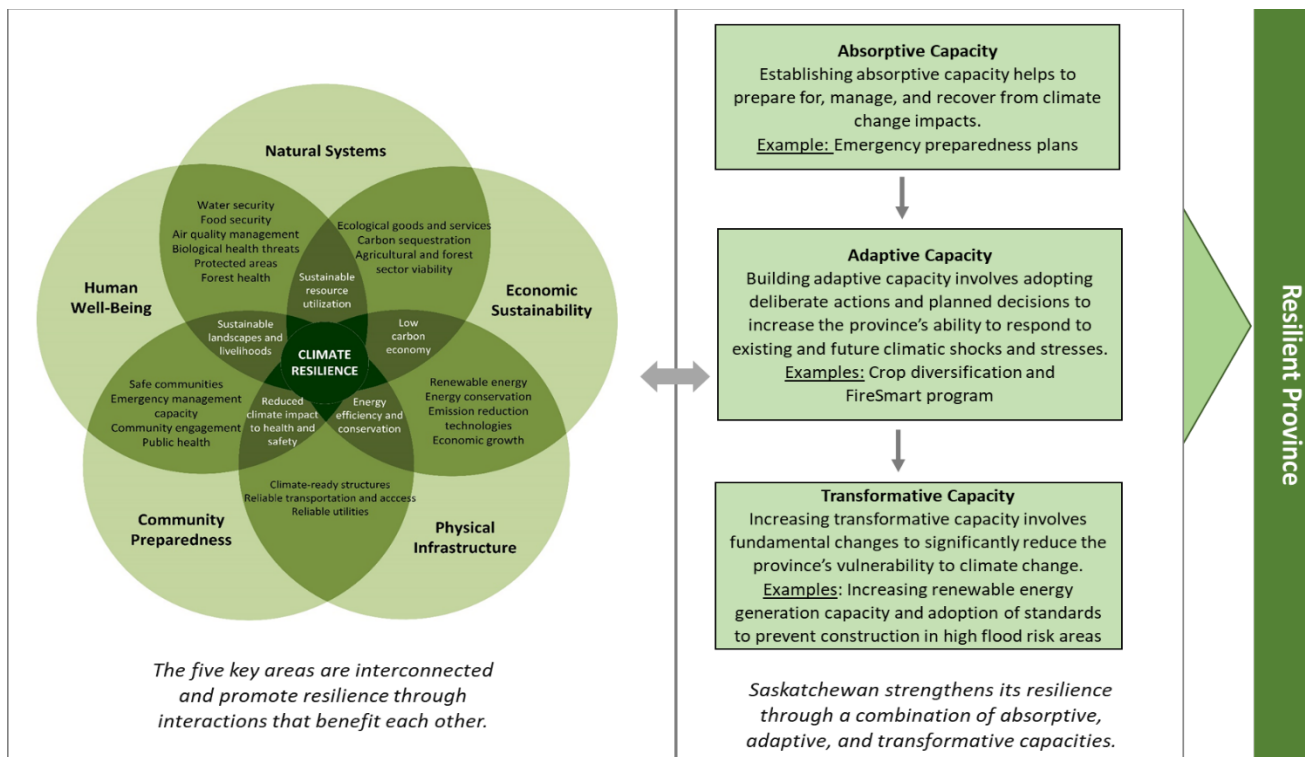 Natural Systems
Water security
Food security
Air quality management
Biological health threats
Protected areas
Forest health
Ecological goods and services
Carbon sequestration
Agricultural and forest
sector viability
Sustainable
resource
utilization
Human
Well-Being
Economic
Sustainability
Sustainable
landscapes and
livelihoods
Low
carbon
economy
CLIMATE
RESILIENCE
Safe communities
Emergency management
capacity
Community engagement
Public health
Reduced
climate impact
to health and
safety
Energy
efficiency and
conservation
Renewable energy
Energy conservation
Emission reduction
technologies
Economic growth
Climate-ready structures
Reliable transportation and acccess
Reliable utilities
Community
Preparedness
Physical
Infrastructure
The five key areas are interconnected
and promote resilience through
interactions that benefit each other.
Absorptive Capacity
Establishing absorptive capacity helps to
prepare for, manage, and recover from climate
change impacts.
Example: Emergency preparedness plans
Adaptive Capacity
Building adaptive capacity involves adopting
deliberate actions and planned decisions to
increase the province's ability to respond to
existing and future climatic shocks and stresses.
Examples: Crop diversification and
FireSmart program
Transformative Capacity
Increasing transformative capacity involves
fundamental changes to significantly reduce the
province's vulnerability to climate change.
Examples: Increasing renewable energy
generation capacity and adoption of standards
to prevent construction in high flood risk areas
Saskatchewan strengthens its resilience
through a combination of absorptive,
adaptive, and transformative capacities.
Resilient Province